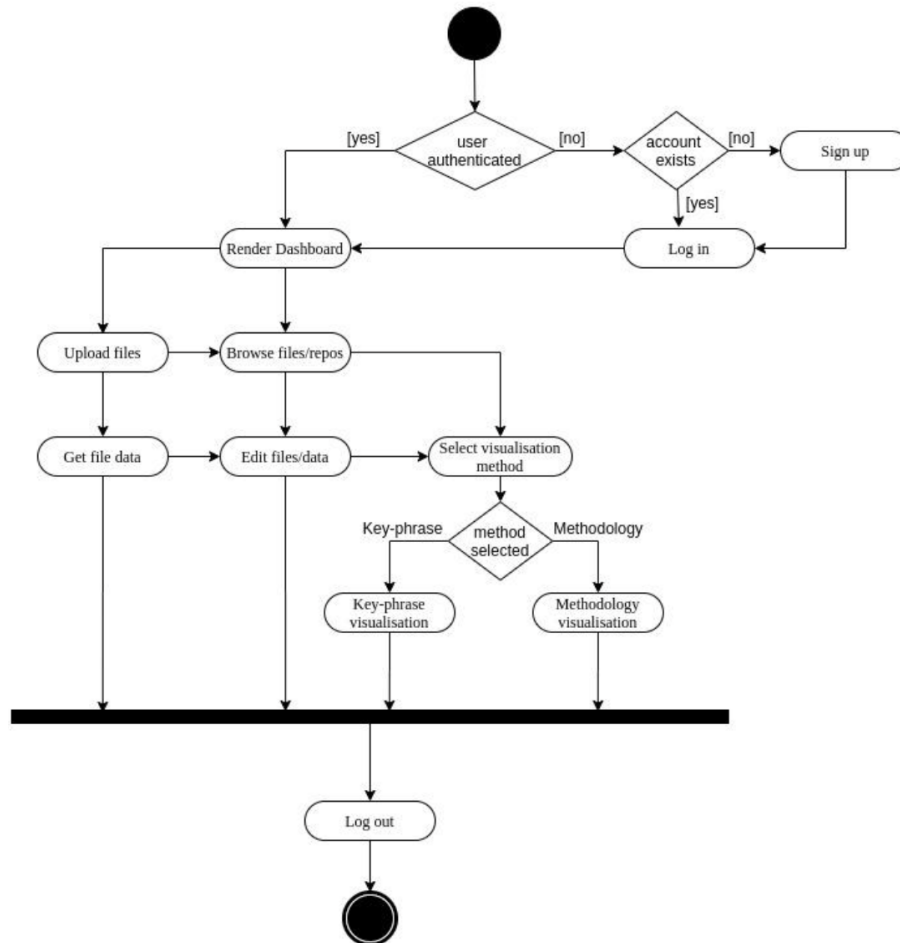 [yes]
user
authenticated
[no]
account
exists
[no]
Sign up
[yes]
Render Dashboard
Log in
Upload files
Browse files/repos
Get file data
Edit files/data
Select visualisation
method
Key-phrase
method
selected
Methodology
Key-phrase
visualisation
Methodology
visualisation
Log out